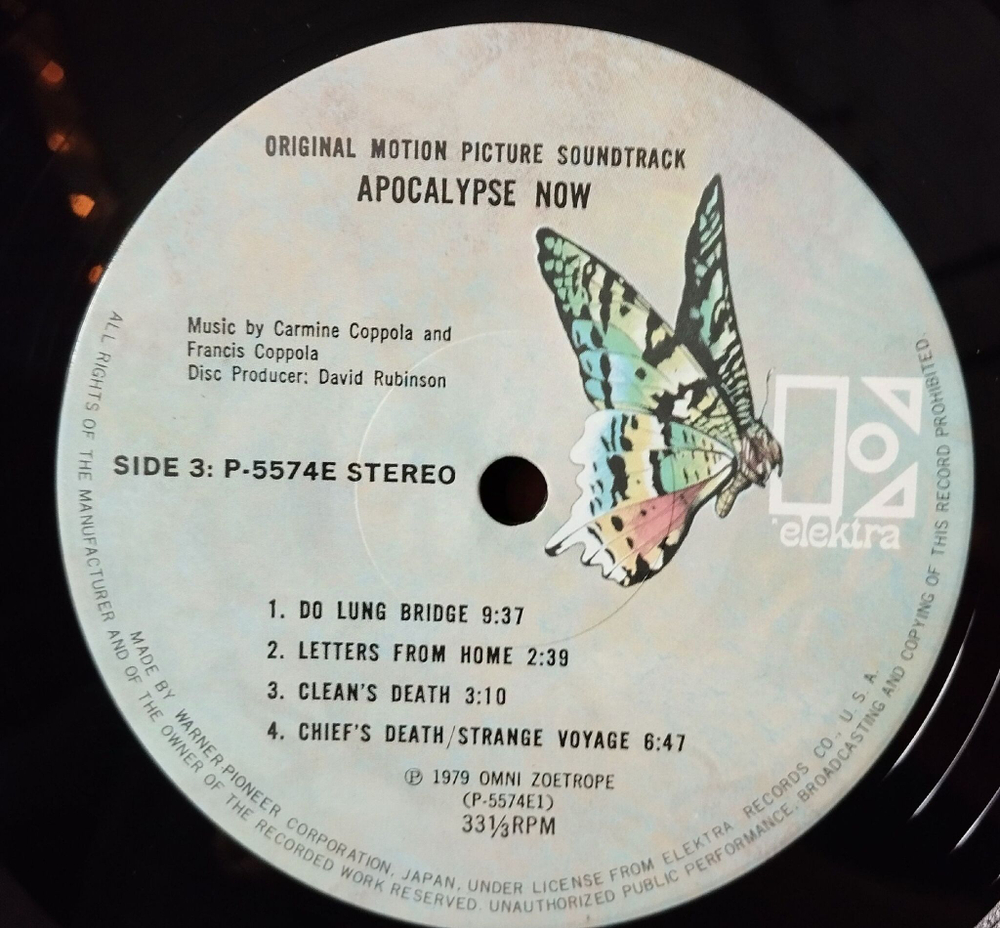 ORIGINAL MOTION PICTURE SOUNDTRACK
APOCALYPSE NOW
Music by Carmine Coppola and
Francis Coppola
Disc Producer: David Rubinson
SIDE 3: P-5574E STEREO
elektra
1. DO LUNG BRIDGE 9:37
2. LETTERS FROM HOME 2:39
3. CLEAN'S DEATH 3:10
4. CHIEF'S DEATH/STRANGE VOYAGE 6:47
℗ 1979 OMNI ZOETROPE
(P-5574E1)
33⅓RPM
MADE BY WARNER-PIONEER CORPORATION, JAPAN, UNDER LICENSE FROM ELEKTRA RECORDS CO., U. S. A.
ALL RIGHTS OF THE MANUFACTURER AND OF THE OWNER OF THE RECORDED WORK RESERVED. UNAUTHORIZED PUBLIC PERFORMANCE, BROADCASTING AND COPYING OF THIS RECORD PROHIBITED.